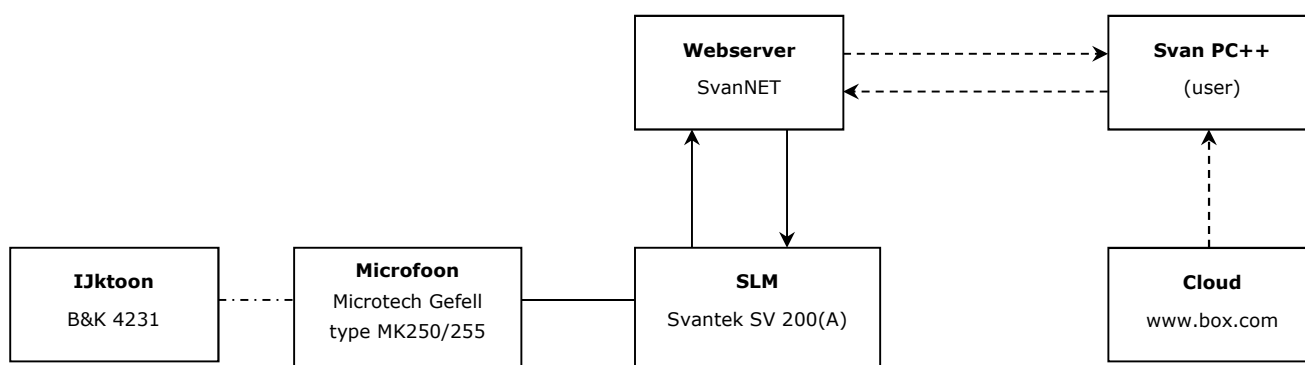 Webserver
SvanNET
Svan PC++
(user)
IJktoon
B&K 4231
Microfoon
Microtech Gefell
type MK250/255
SLM
Svantek SV 200(A)
Cloud
www.box.com